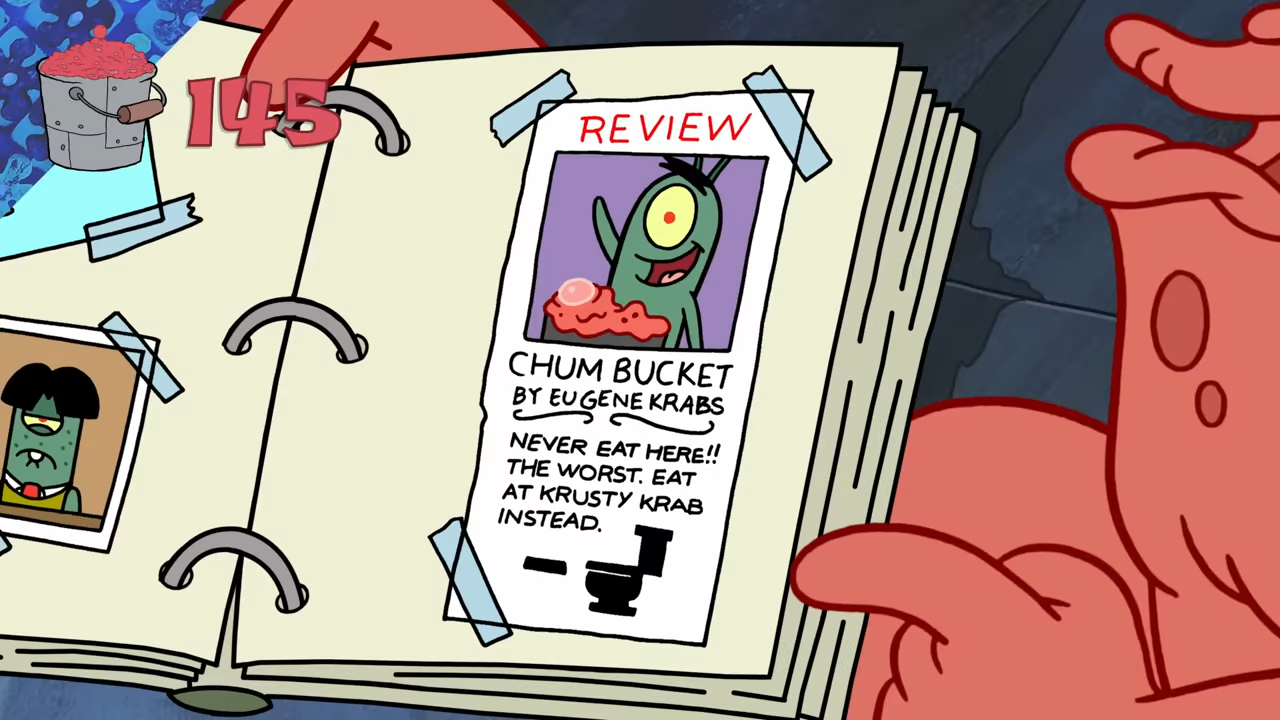 145
REVIEW
CHUM BUCKET
BY EUGENE KRABS
NEVER EAT HERE!!
THE WORST. EAT
AT KRUSTY KRAB
INSTEAD.